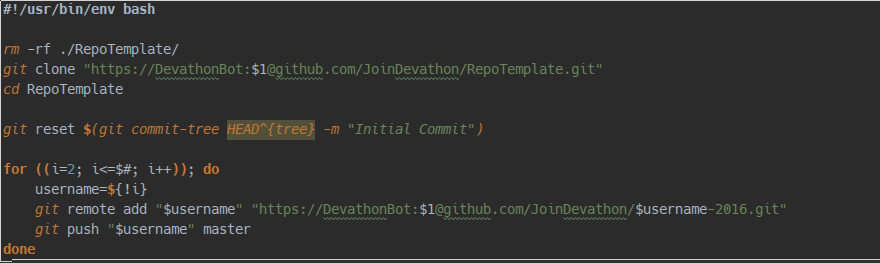 #!/usr/bin/env bash
rm -rf ./RepoTemplate/
git clone "https://DevathonBot:$1@github.com/JoinDevathon/RepoTemplate.git"
cd RepoTemplate
git reset $(git commit-tree HEAD^{tree} -m "Initial Commit")
for ((i=2; i<=$#; i++)); do
    username=${!i}
    git remote add "$username" "https://DevathonBot:$1@github.com/JoinDevathon/$username-2016.git"
    git push "$username" master
done